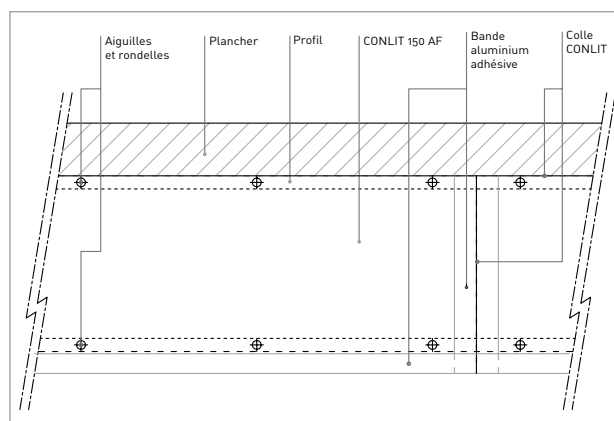 Aiguilles
et rondelles
Plancher
Profil
CONLIT 150 AF
Bande
aluminium
adhésive
Colle
CONLIT